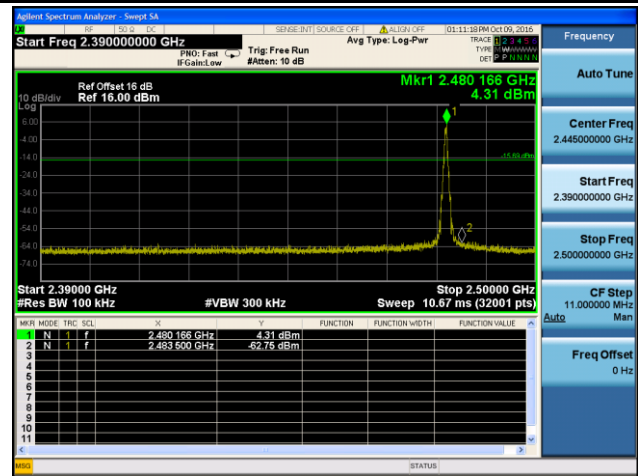 Agilent Spectrum Analyzer - Swept SA
RF 50 Ω DC SENSE:INT SOURCE OFF ALIGN OFF 01:11:18 PM Oct 09, 2016
Start Freq 2.390000000 GHz
PNO: Fast
IFGain:Low
Trig: Free Run
#Atten: 10 dB
Avg Type: Log-Pwr
TRACE 1 2 3 4 5 6
TYPE M
DET P P N N N N
Mkr1 2.480 166 GHz
4.31 dBm
Ref Offset 16 dB
10 dB/div Ref 16.00 dBm
Log
1
6.00
-4.00
-14.0
-15.69 dBm
-24.0
-34.0
-44.0
-54.0
2
-64.0
-74.0
Start 2.39000 GHz Stop 2.50000 GHz
#Res BW 100 kHz #VBW 300 kHz Sweep 10.67 ms (32001 pts)
MKR MODE TRC SCL X Y FUNCTION FUNCTION WIDTH FUNCTION VALUE
1 N 1 f 2.480 166 GHz 4.31 dBm
2 N 1 f 2.483 500 GHz -62.75 dBm
3
4
5
6
7
8
9
10
11
MSG STATUS
Frequency
Auto Tune
Center Freq
2.445000000 GHz
Start Freq
2.390000000 GHz
Stop Freq
2.500000000 GHz
CF Step
11.000000 MHz
Auto Man
Freq Offset
0 Hz